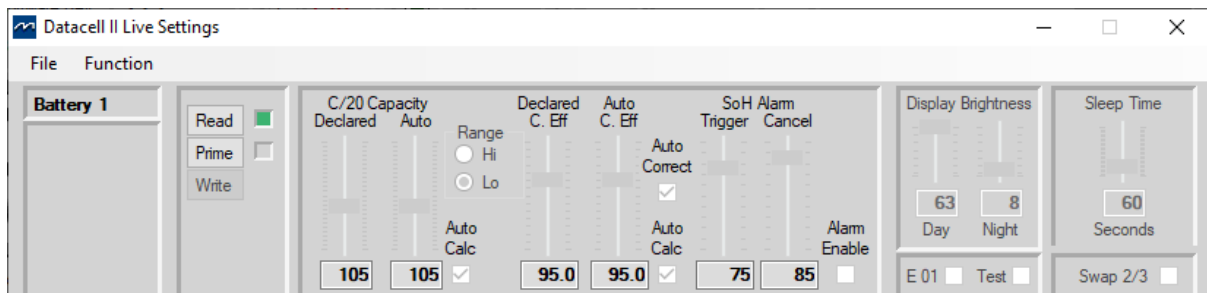 Datacell II Live Settings
File Function
Battery 1
Read
Prime
Write
C/20 Capacity
Declared Auto
Range
Hi
Lo
Auto
Calc
105 105
Declared
C. Eff
Auto
C. Eff
Auto
Correct
Auto
Calc
95.0 95.0
SoH Alarm
Trigger Cancel
Alarm
Enable
75 85
Display Brightness
63 8
Day Night
E 01 Test
Sleep Time
60
Seconds
Swap 2/3